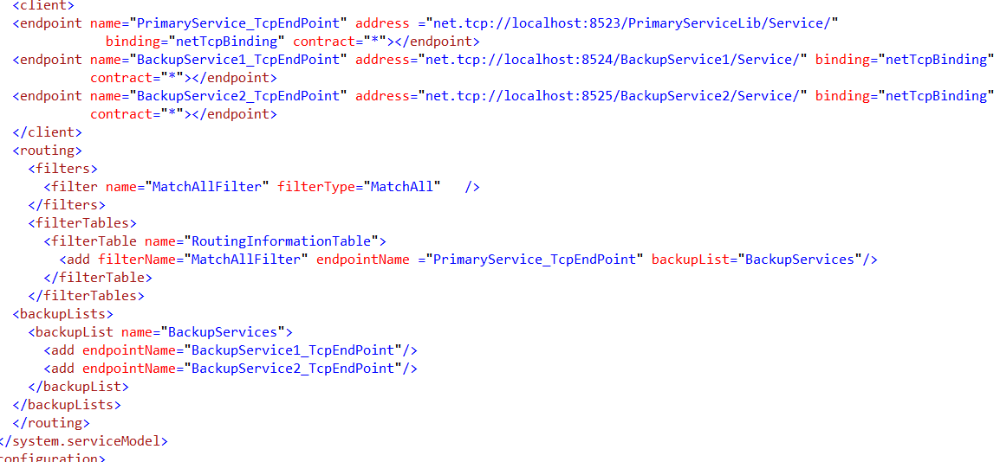 <client>
<endpoint name="PrimaryService_TcpEndPoint" address ="net.tcp://localhost:8523/PrimaryServiceLib/Service/"
binding="netTcpBinding" contract="*"></endpoint>
<endpoint name="BackupService1_TcpEndPoint" address="net.tcp://localhost:8524/BackupService1/Service/" binding="netTcpBinding"
contract="*"></endpoint>
<endpoint name="BackupService2_TcpEndPoint" address="net.tcp://localhost:8525/BackupService2/Service/" binding="netTcpBinding"
contract="*"></endpoint>
</client>
<routing>
<filters>
<filter name="MatchAllFilter" filterType="MatchAll"   />
</filters>
<filterTables>
<filterTable name="RoutingInformationTable">
<add filterName="MatchAllFilter" endpointName ="PrimaryService_TcpEndPoint" backupList="BackupServices"/>
</filterTable>
</filterTables>
<backupLists>
<backupList name="BackupServices">
<add endpointName="BackupService1_TcpEndPoint"/>
<add endpointName="BackupService2_TcpEndPoint"/>
</backupList>
</backupLists>
</routing>
</system.serviceModel>
configuration>